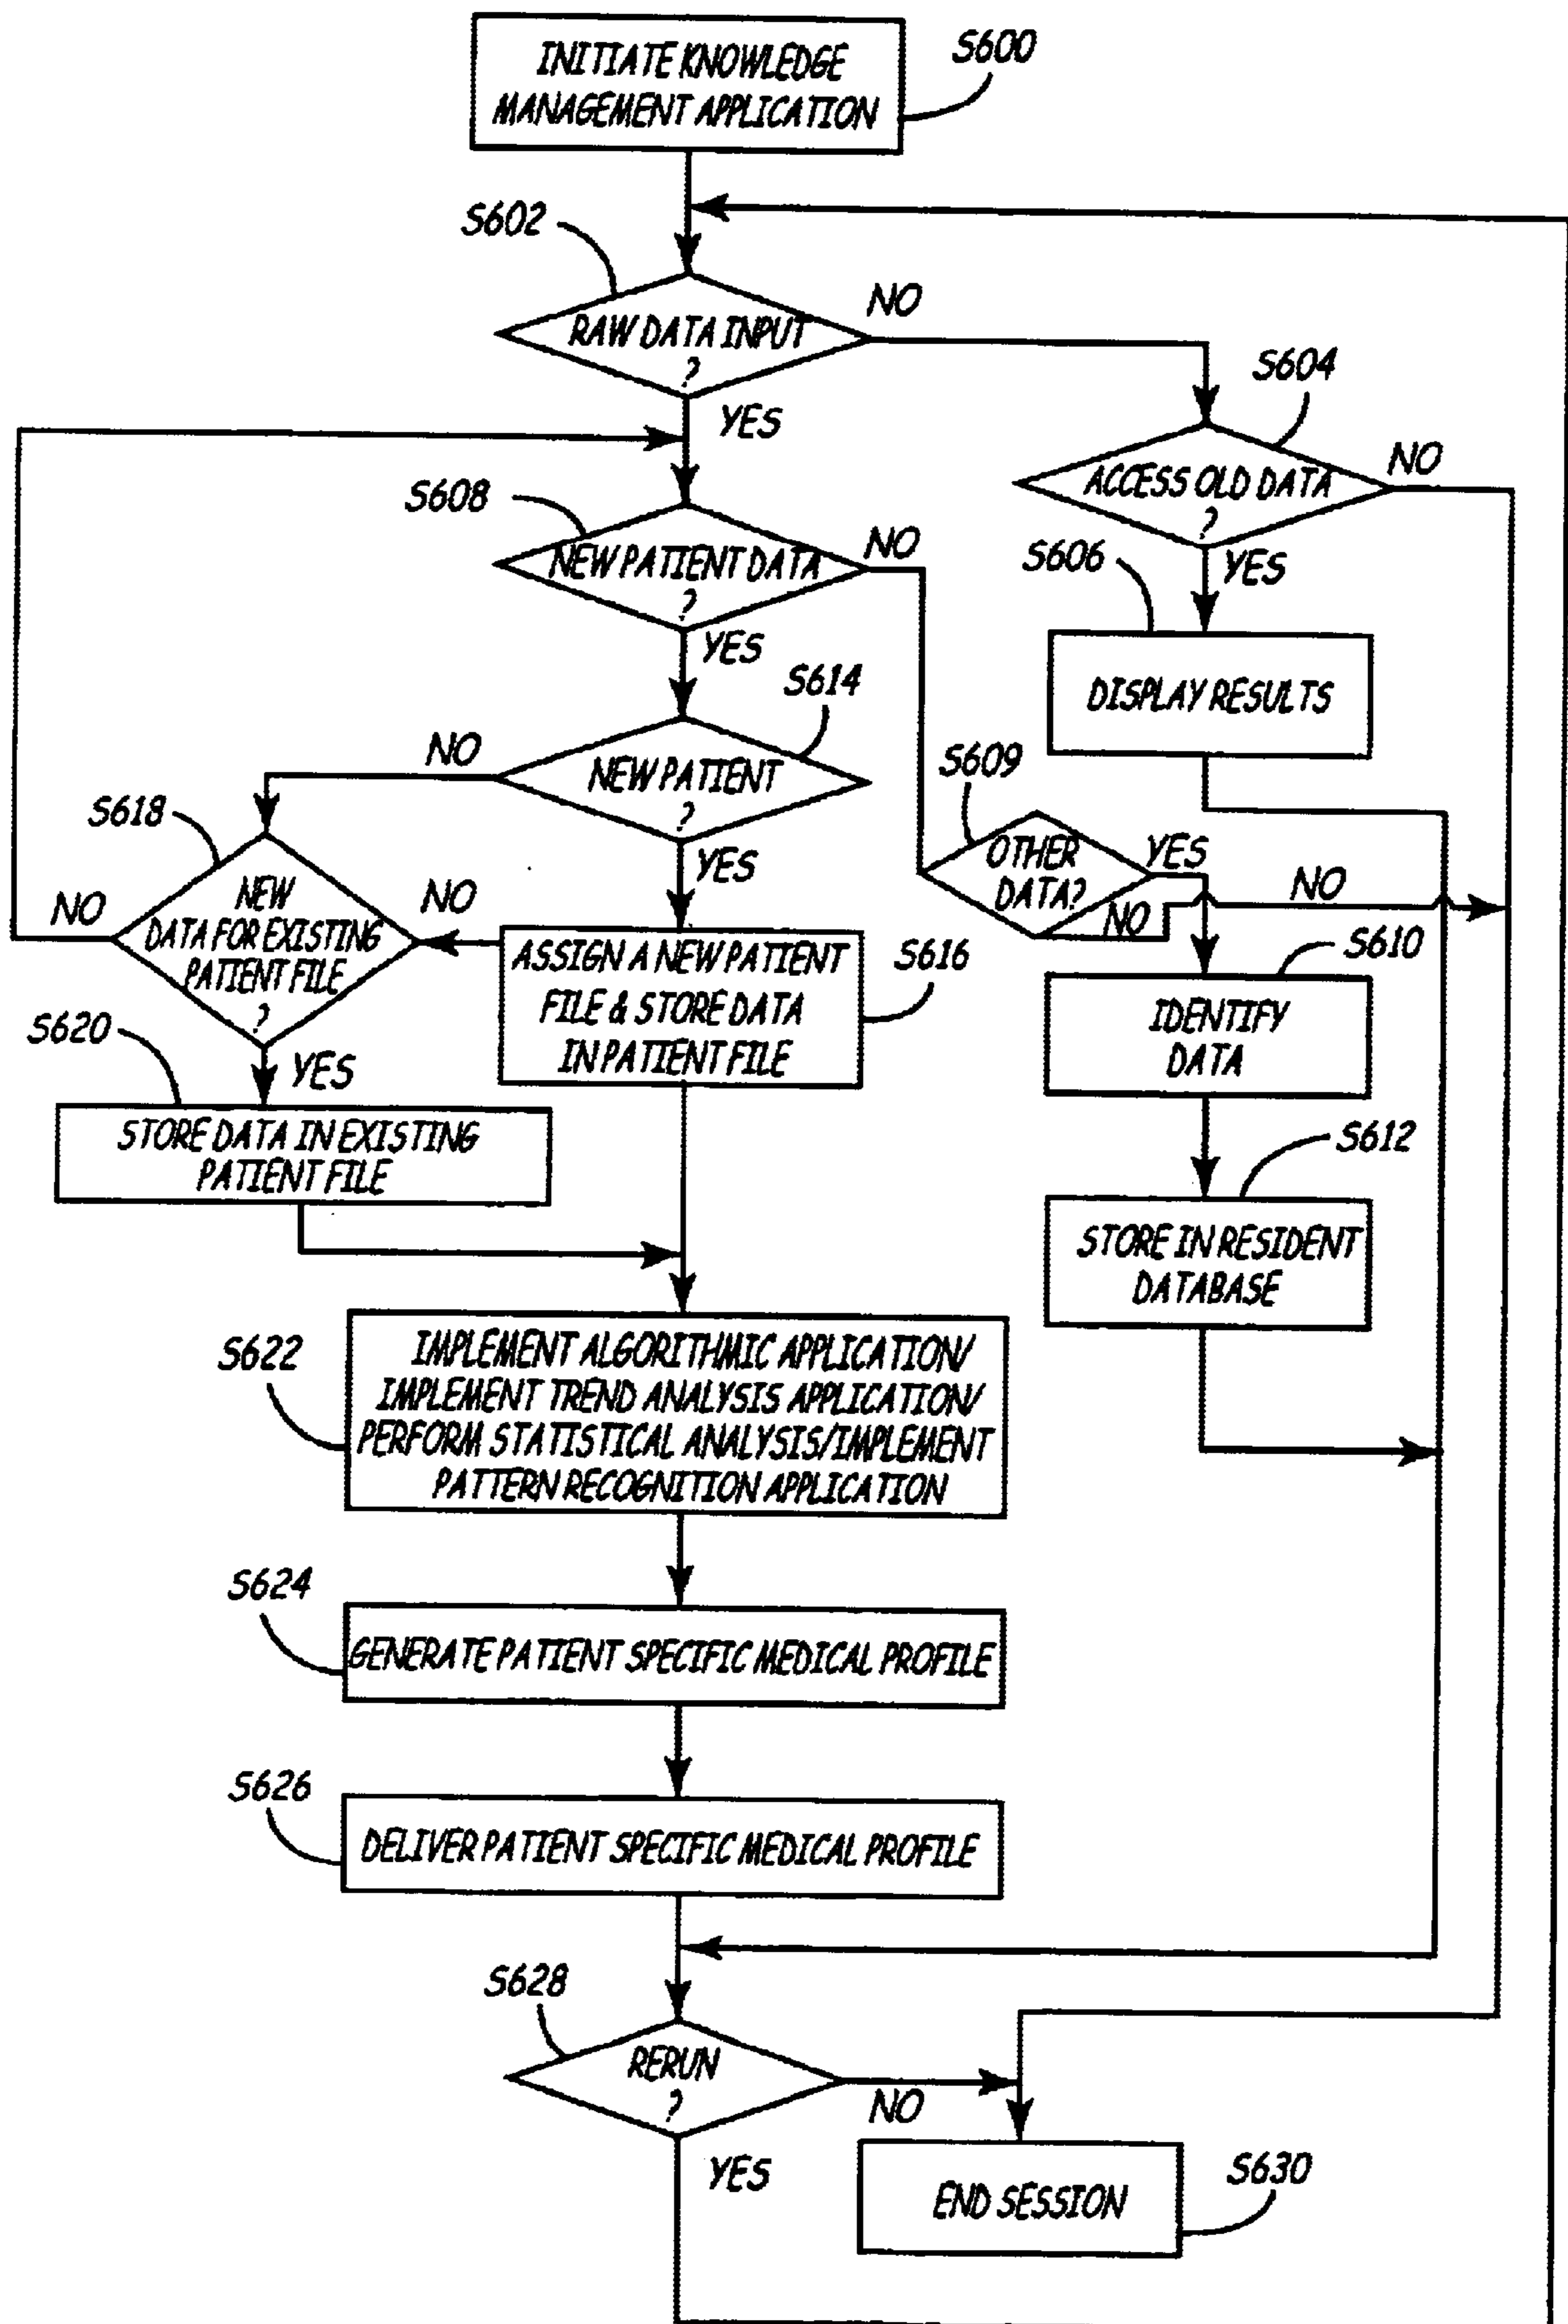 INITIATE KNOWLEDGE
MANAGEMENT APPLICATION
S600
S602
RAW DATA INPUT
?
NO
YES
S604
ACCESS OLD DATA
?
NO
YES
S606
DISPLAY RESULTS
S608
NEW PATIENT DATA
?
NO
YES
S614
NEW PATIENT
?
NO
YES
S609
OTHER
DATA?
YES
NO
NO
S618
NEW
DATA FOR EXISTING
PATIENT FILE
?
NO
NO
YES
ASSIGN A NEW PATIENT
FILE & STORE DATA
IN PATIENT FILE
S616
S610
IDENTIFY
DATA
S620
STORE DATA IN EXISTING
PATIENT FILE
S612
STORE IN RESIDENT
DATABASE
S622
IMPLEMENT ALGORITHMIC APPLICATION/
IMPLEMENT TREND ANALYSIS APPLICATION/
PERFORM STATISTICAL ANALYSIS/IMPLEMENT
PATTERN RECOGNITION APPLICATION
S624
GENERATE PATIENT SPECIFIC MEDICAL PROFILE
S626
DELIVER PATIENT SPECIFIC MEDICAL PROFILE
S628
RERUN
?
NO
YES
END SESSION
S630